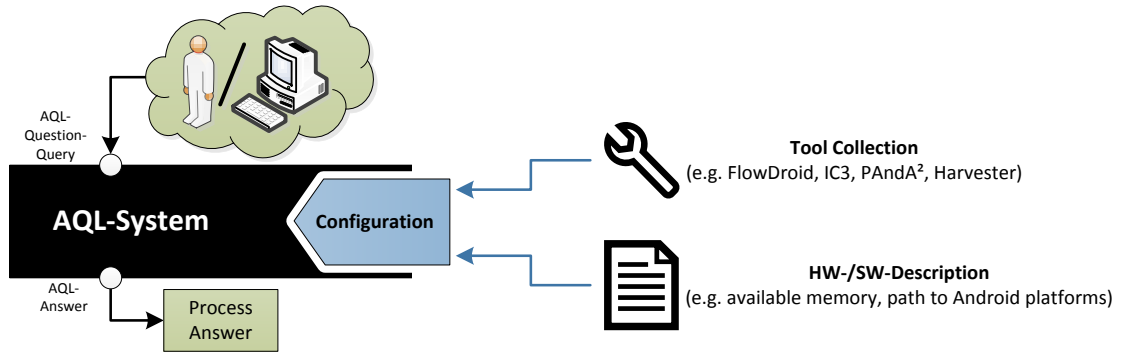 AQL-
Question-
Query
AQL-System
Configuration
Tool Collection
(e.g. FlowDroid, IC3, PAndA², Harvester)
HW-/SW-Description
(e.g. available memory, path to Android platforms)
AQL-
Answer
Process
Answer